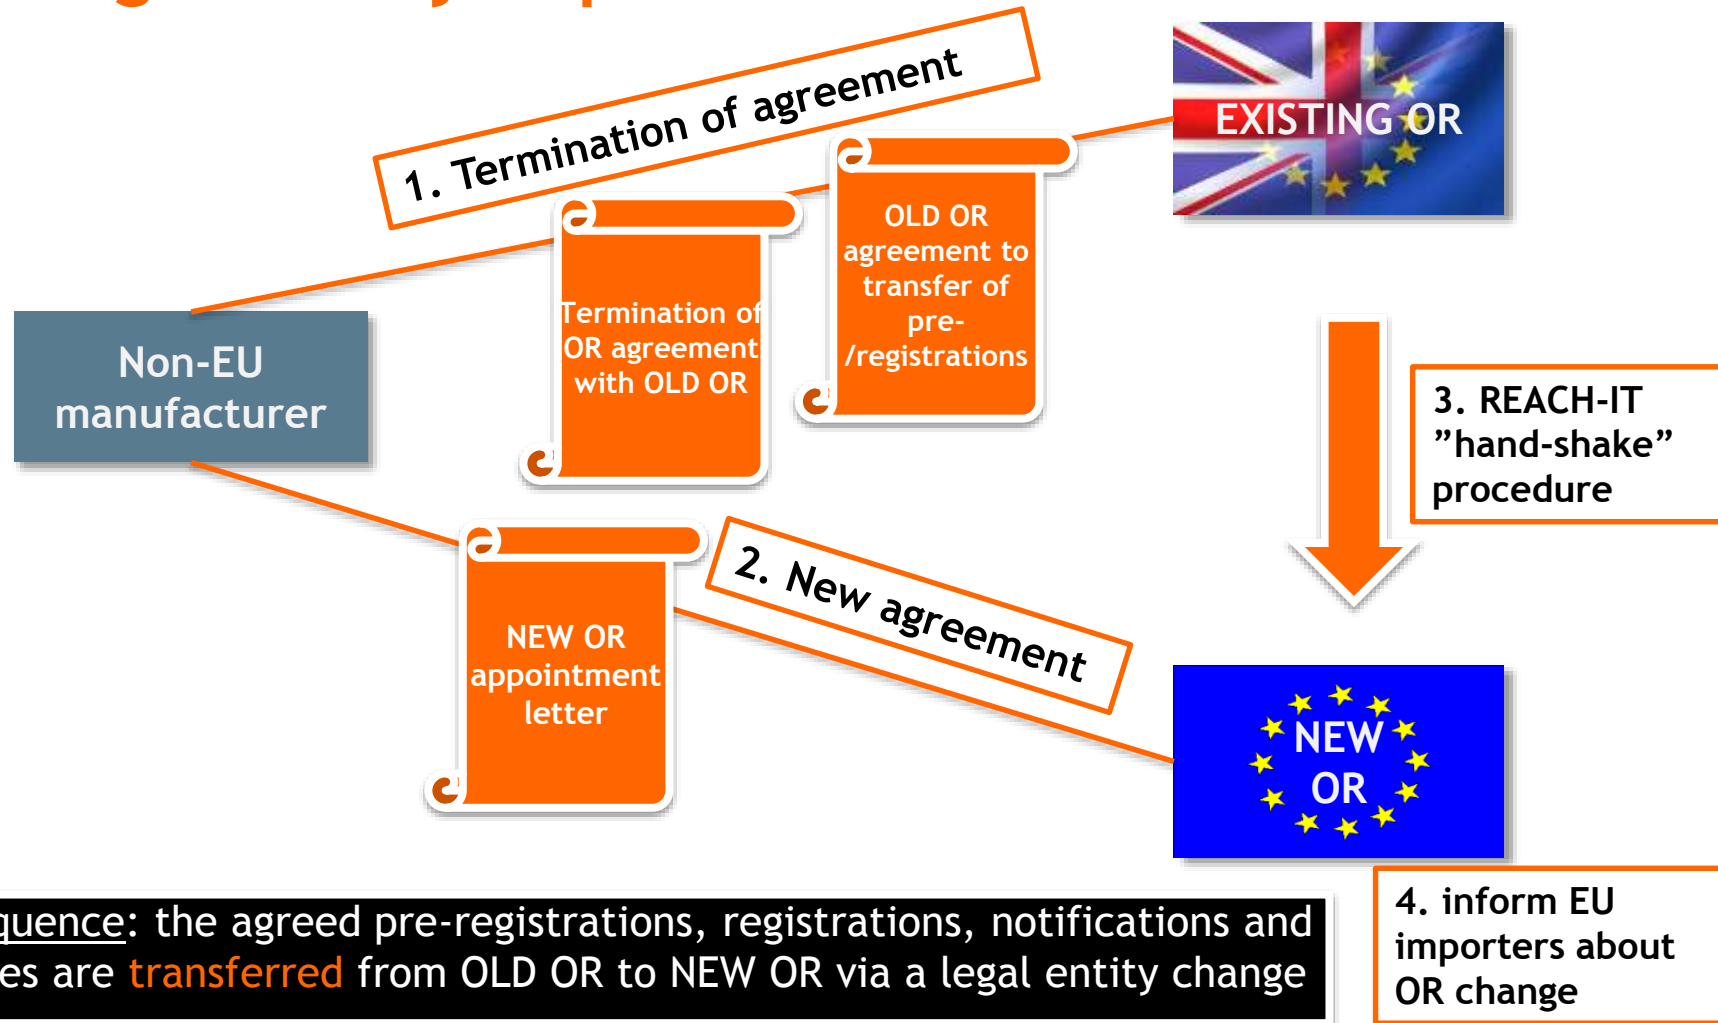 1. Termination of agreement
EXISTING OR
OLD OR
agreement to
transfer of
pre-
/registrations
Termination of
OR agreement
with OLD OR
Non-EU
manufacturer
3. REACH-IT
”hand-shake”
procedure
2. New agreement
NEW OR
appointment
letter
NEW
OR
4. inform EU
importers about
OR change
: the agreed pre-registrations, registrations, notifications and
are transferred from OLD OR to NEW OR via a legal entity change